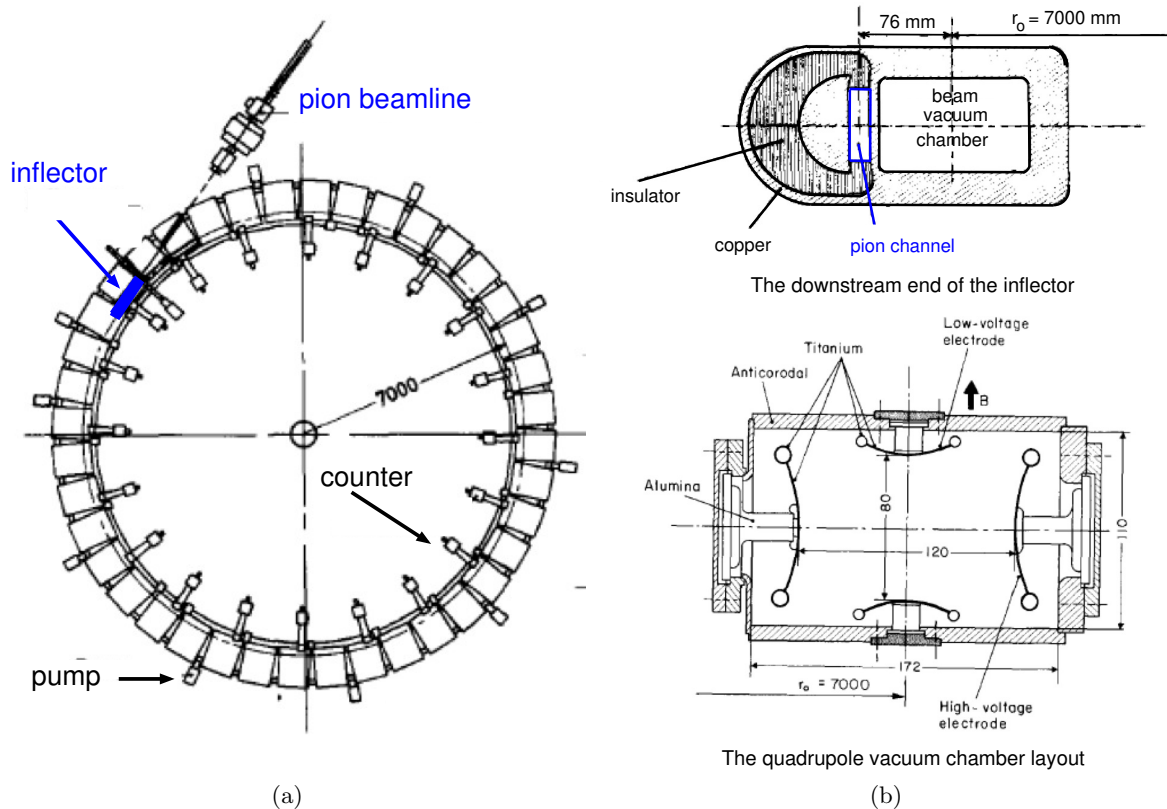 pion beamline
inflector
7000
counter
pump
(a)
76 mm
r₀ = 7000 mm
beam
vacuum
chamber
insulator
copper
pion channel
The downstream end of the inflector
Low-voltage
electrode
Titanium
Anticorodal
B
Alumina
80
120
110
172
r₀ = 7000
High-voltage
electrode
The quadrupole vacuum chamber layout
(b)